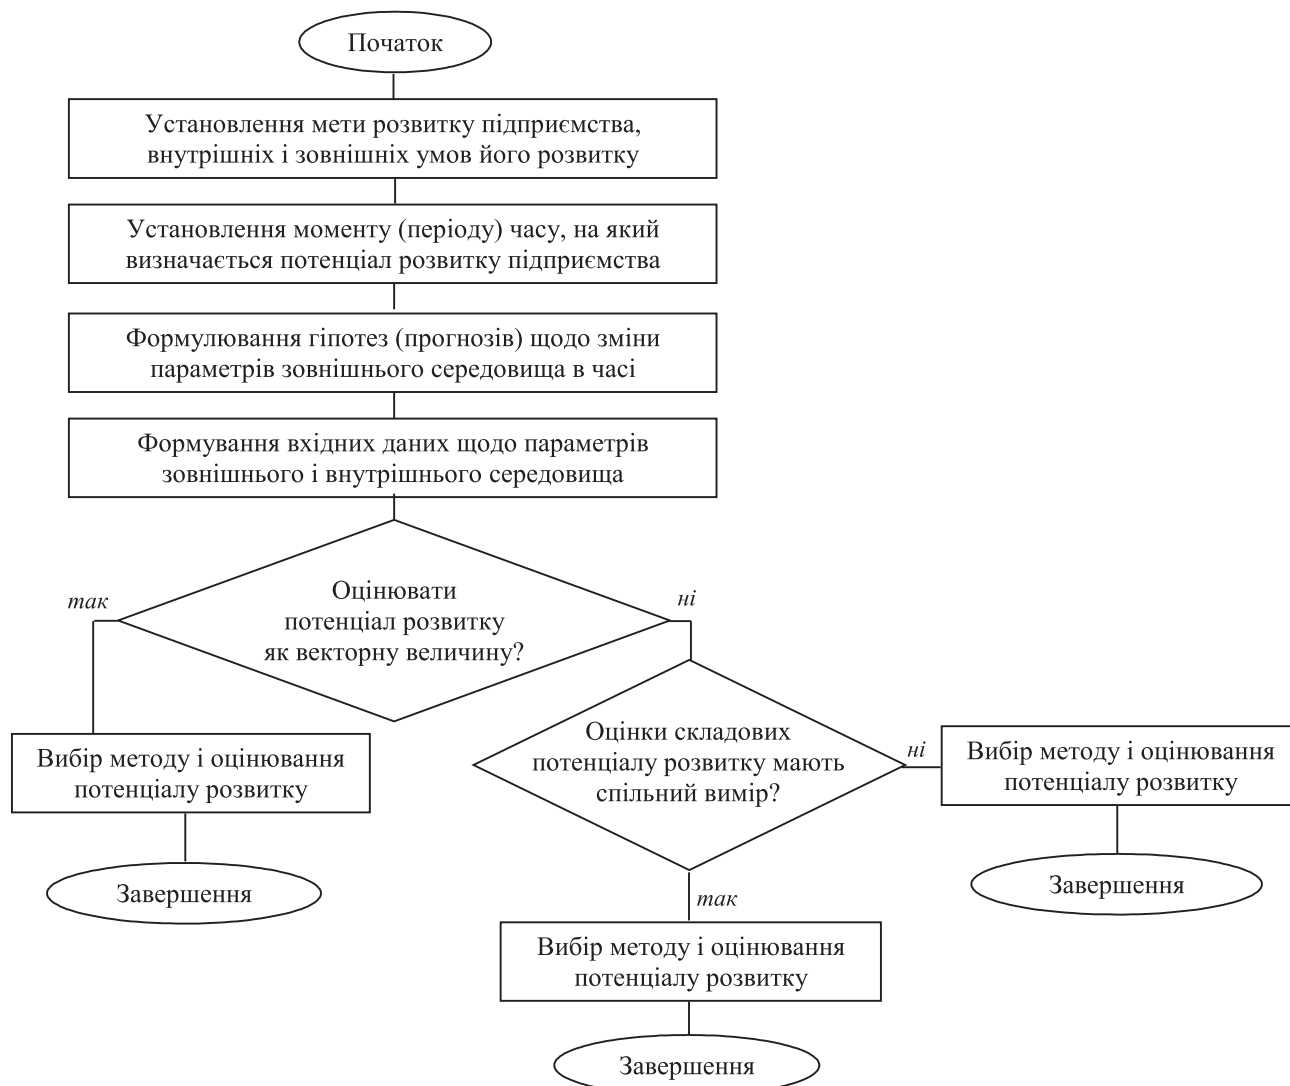 Початок
Установлення мети розвитку підприємства,
внутрішніх і зовнішніх умов його розвитку
Установлення моменту (періоду) часу, на який
визначається потенціал розвитку підприємства
Формулювання гіпотез (прогнозів) щодо зміни
параметрів зовнішнього середовища в часі
Формування вхідних даних щодо параметрів
зовнішнього і внутрішнього середовища
Оцінювати
потенціал розвитку
як векторну величину?
так
ні
Вибір методу і оцінювання
потенціалу розвитку
Завершення
Оцінки складових
потенціалу розвитку мають
спільний вимір?
ні
Вибір методу і оцінювання
потенціалу розвитку
Завершення
так
Вибір методу і оцінювання
потенціалу розвитку
Завершення